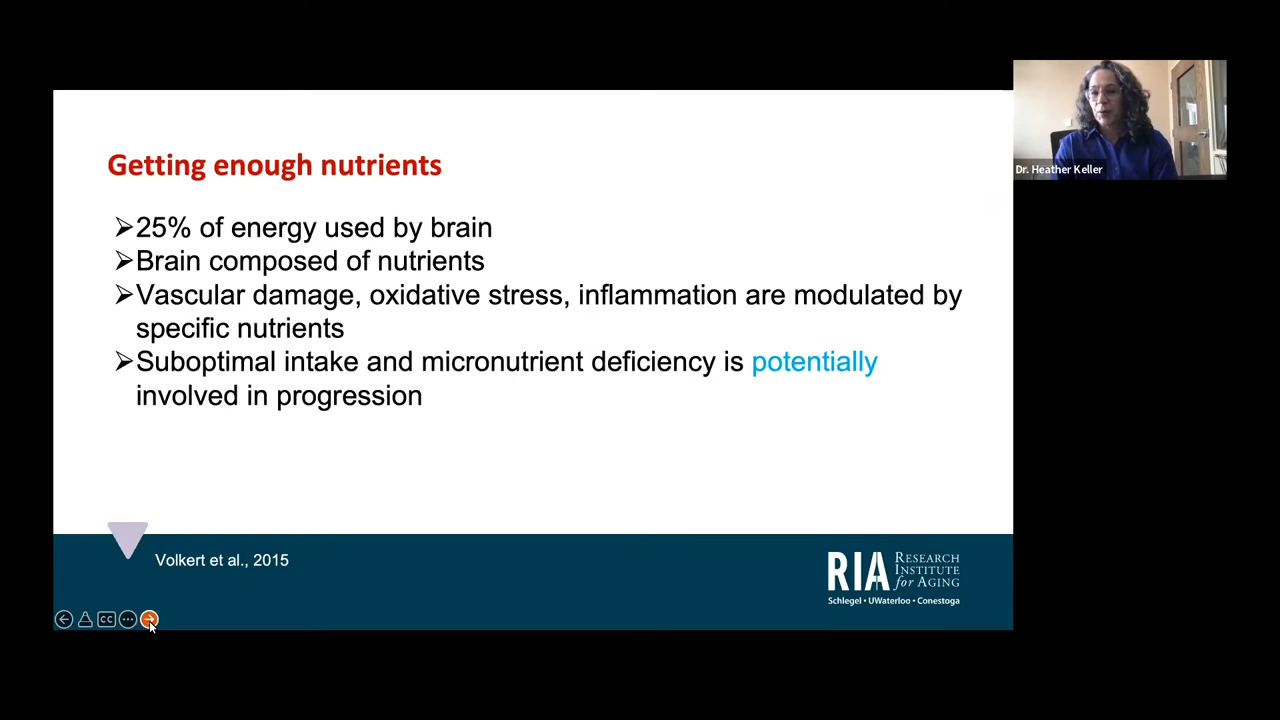 Getting enough nutrients
➢25% of energy used by brain
➢Brain composed of nutrients
➢Vascular damage, oxidative stress, inflammation are modulated by
specific nutrients
➢Suboptimal intake and micronutrient deficiency is potentially
involved in progression
Dr. Heather Keller
Volkert et al., 2015
RIA RESEARCH
INSTITUTE
for AGING
Schlegel • UWaterloo • Conestoga
CC